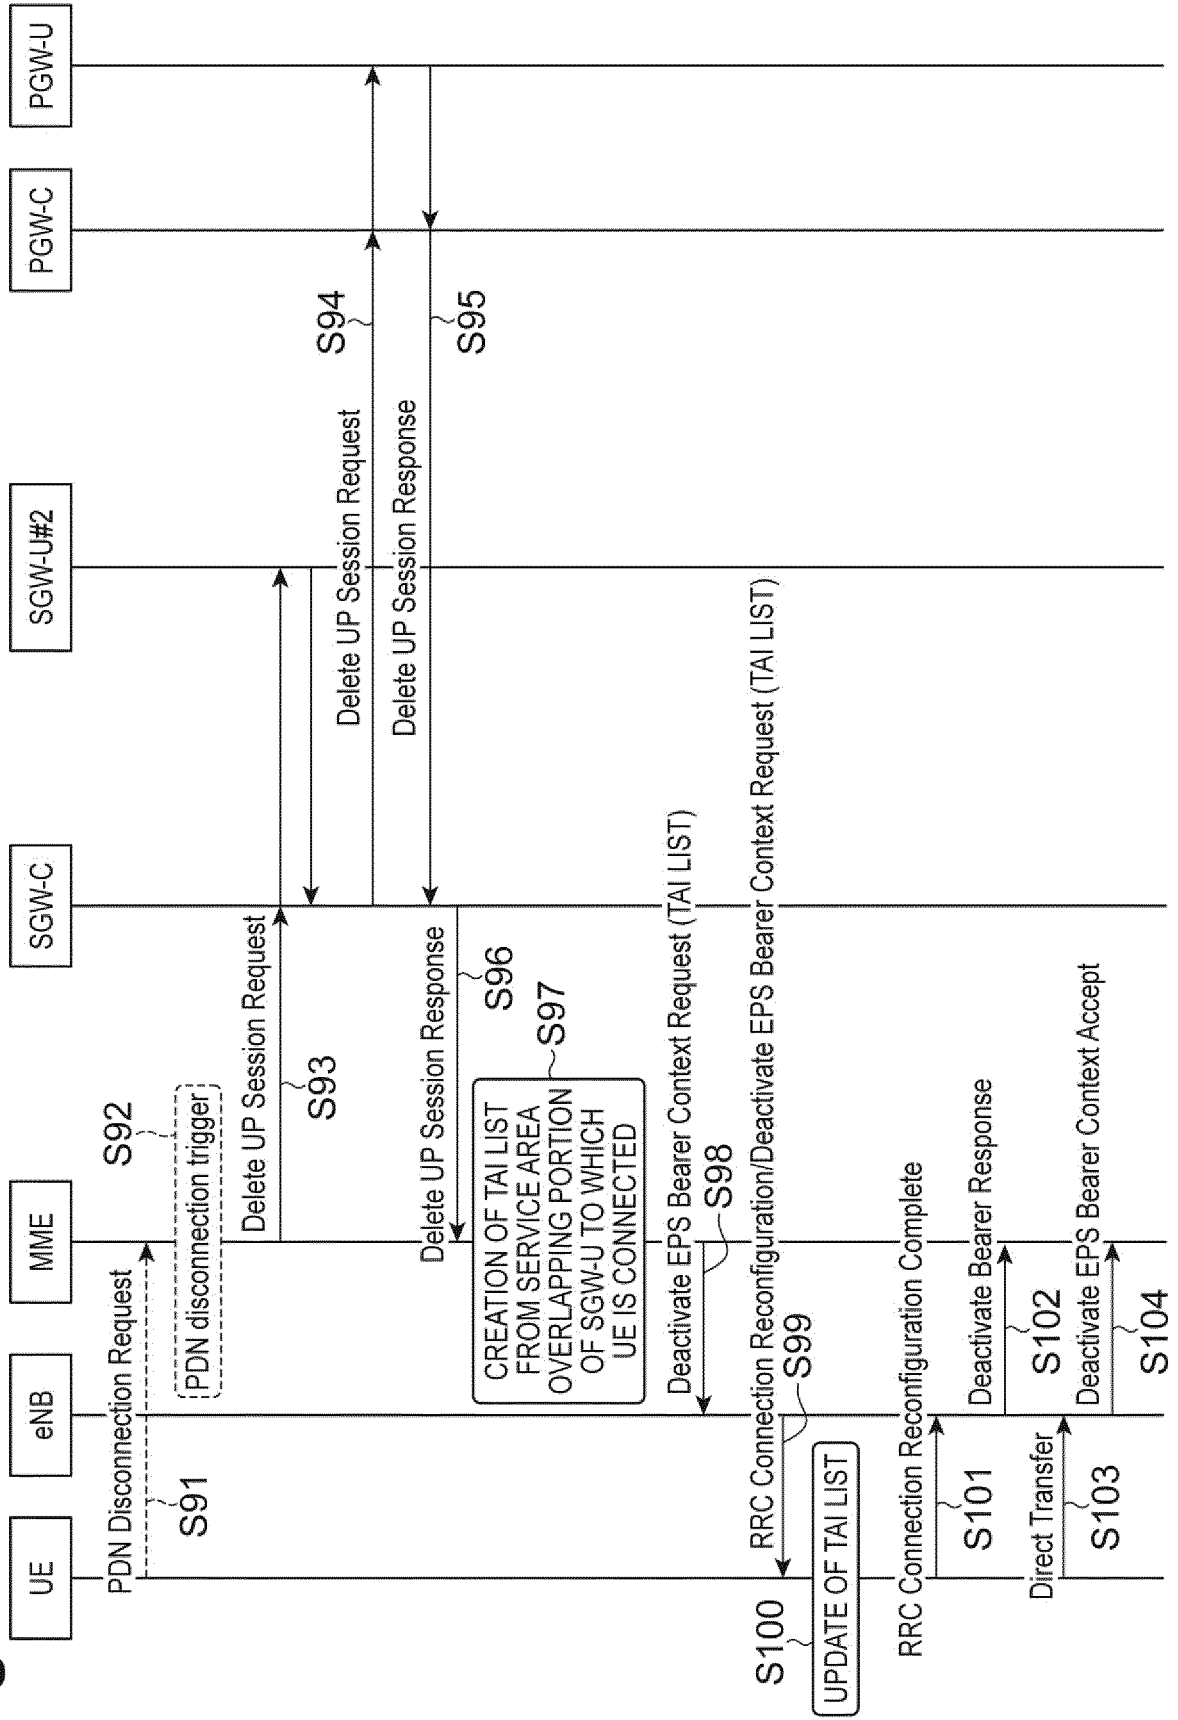 UE
eNB
MME
SGW-C
SGW-U#2
PGW-C
PGW-U
PDN Disconnection Request
S91
S92
PDN disconnection trigger
Delete UP Session Request
S93
Delete UP Session Request
S94
Delete UP Session Response
S95
Delete UP Session Response
S96
S97
CREATION OF TAI LIST
FROM SERVICE AREA
OVERLAPPING PORTION
OF SGW-U TO WHICH
UE IS CONNECTED
Deactivate EPS Bearer Context Request (TAI LIST)
S98
RRC Connection Reconfiguration/Deactivate EPS Bearer Context Request (TAI LIST)
S99
S100
UPDATE OF TAI LIST
RRC Connection Reconfiguration Complete
S101
Deactivate Bearer Response
S102
Direct Transfer
S103
Deactivate EPS Bearer Context Accept
S104